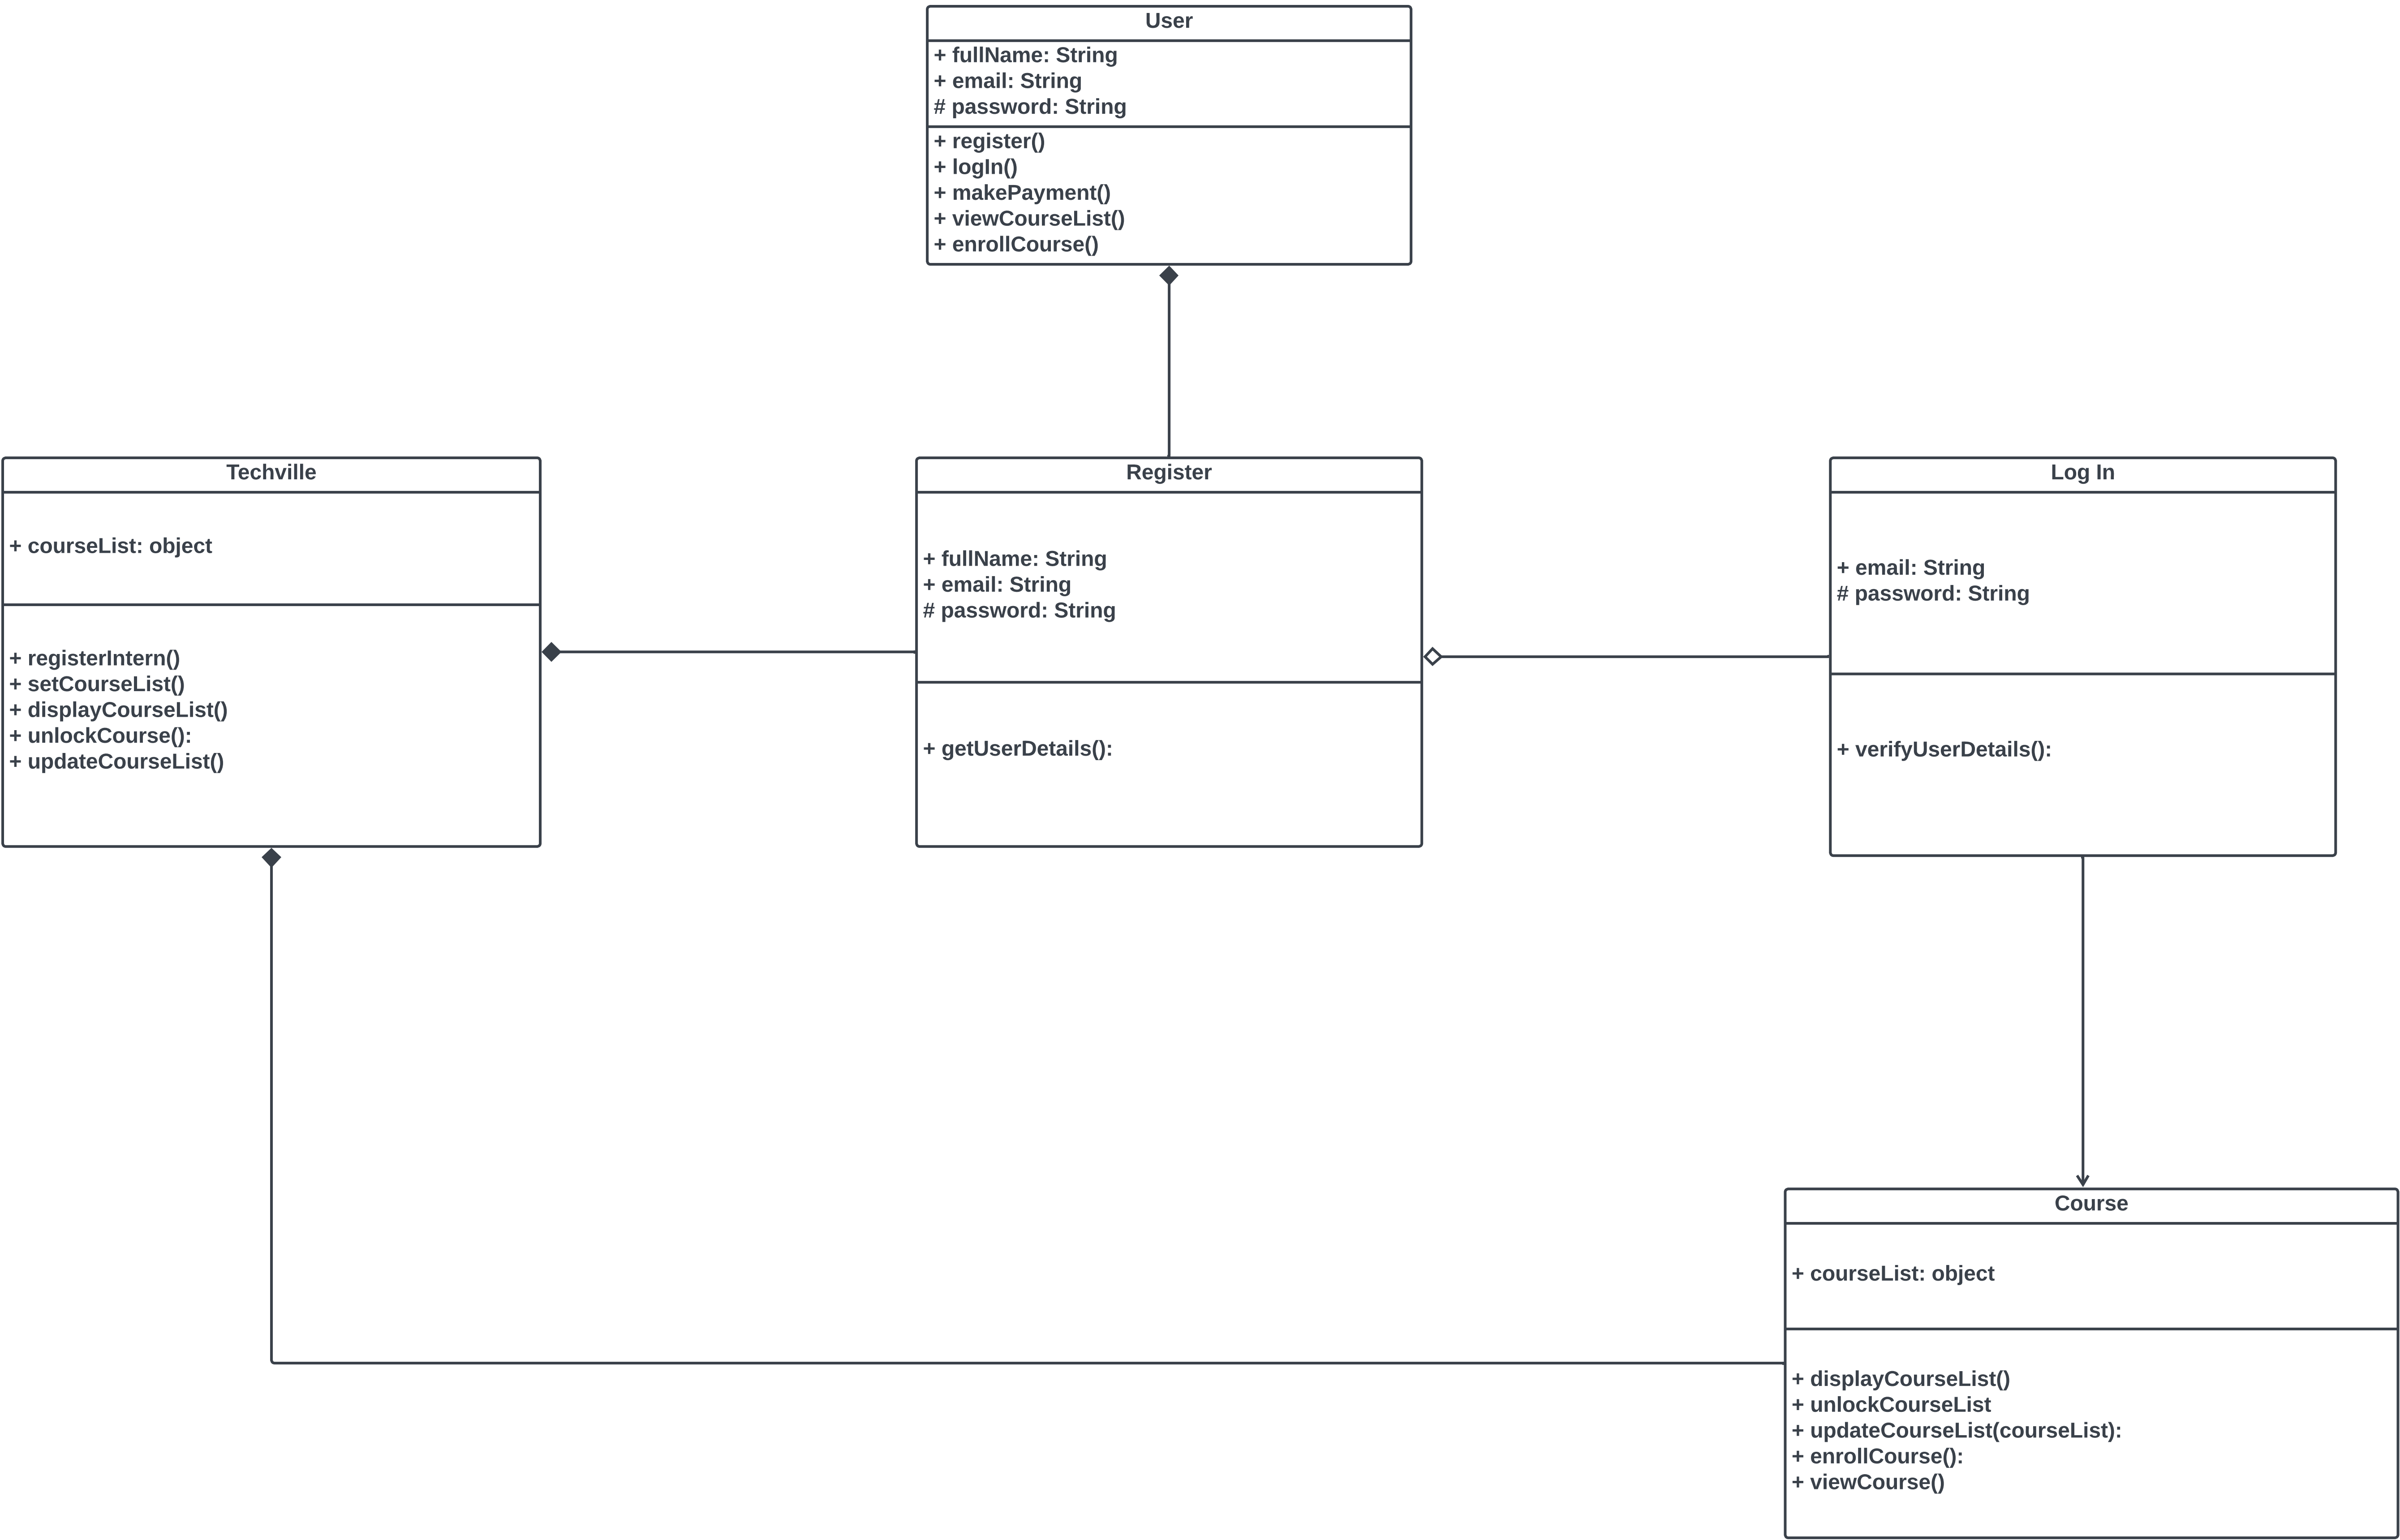 User
+ fullName: String
+ email: String
# password: String
+ register()
+ logIn()
+ makePayment()
+ viewCourseList()
+ enrollCourse()
Techville
+ courseList: object
+ registerIntern()
+ setCourseList()
+ displayCourseList()
+ unlockCourse():
+ updateCourseList()
Register
+ fullName: String
+ email: String
# password: String
+ getUserDetails():
Log In
+ email: String
# password: String
+ verifyUserDetails():
Course
+ courseList: object
+ displayCourseList()
+ unlockCourseList
+ updateCourseList(courseList):
+ enrollCourse():
+ viewCourse()